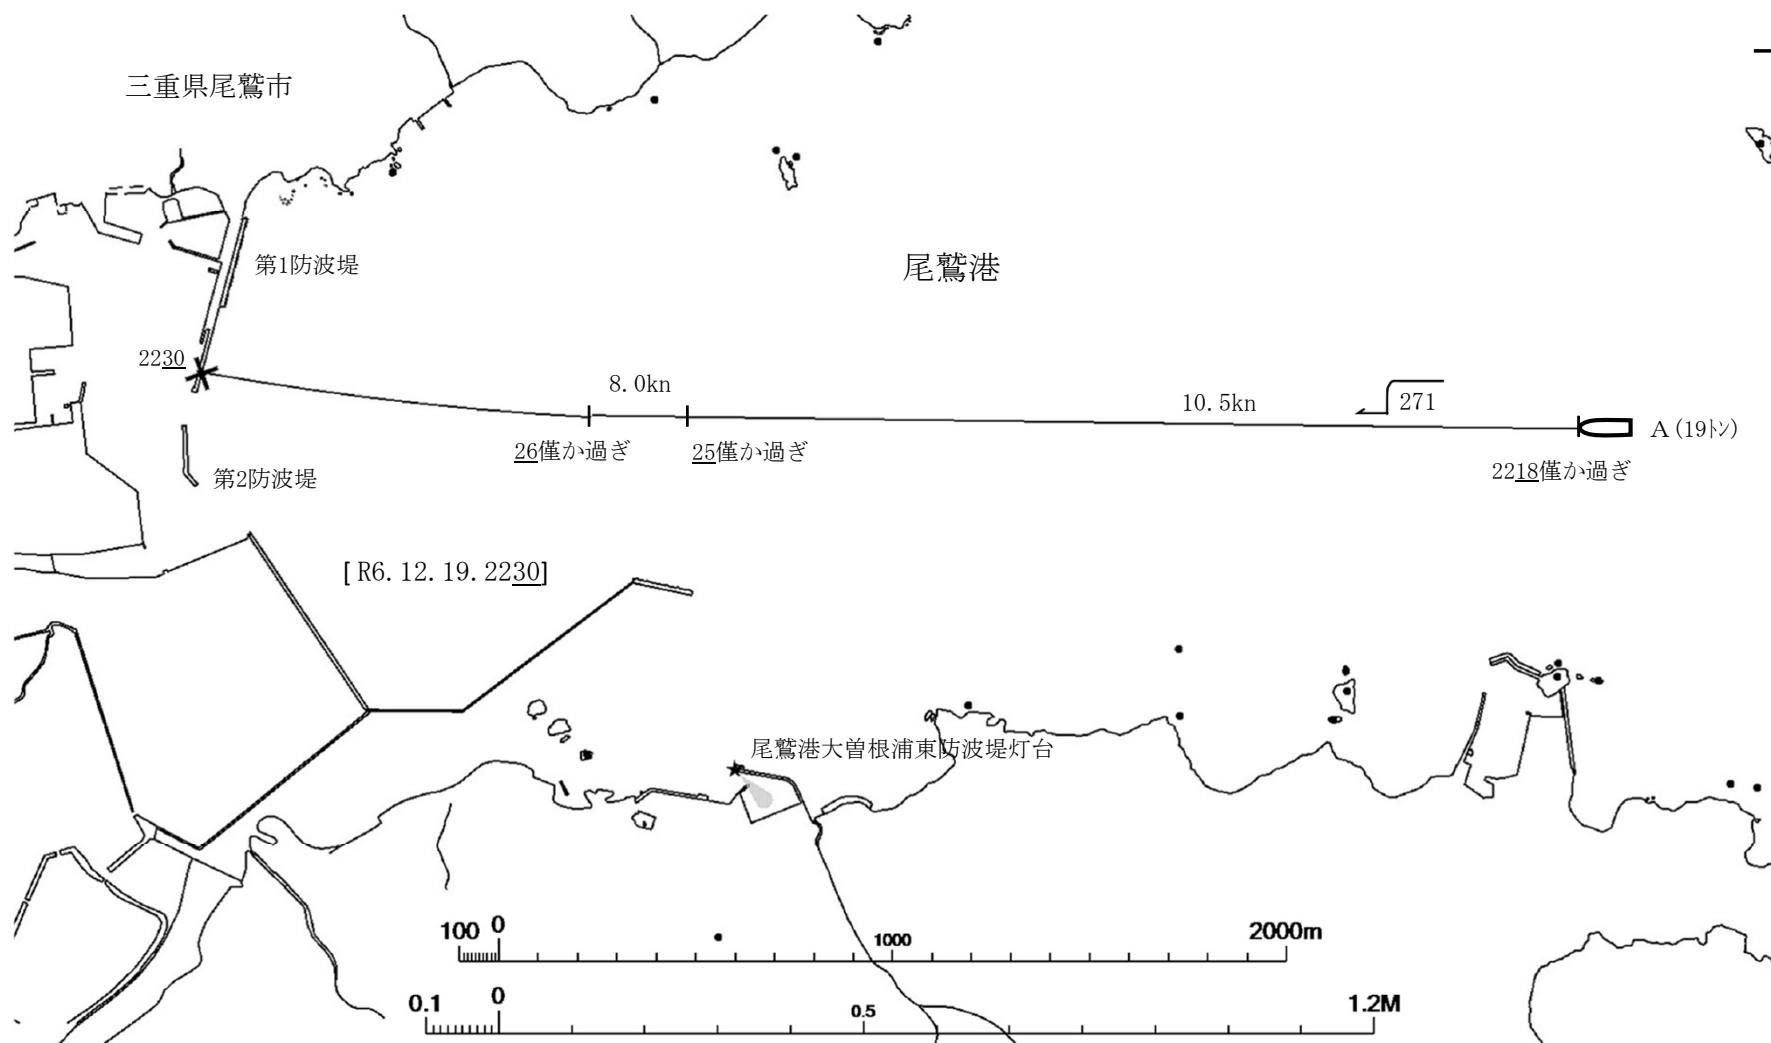 三重県尾鷲市
第1防波堤
尾鷲港
2230
8.0kn
10.5kn
271
A (19トン)
26僅か過ぎ
25僅か過ぎ
2218僅か過ぎ
第2防波堤
[R6.12.19.2230]
尾鷲港大曽根浦東防波堤灯台
100 0 1000 2000m
0.1 0 0.5 1.2M